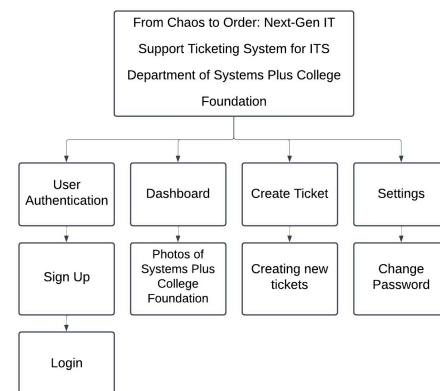 From Chaos to Order: Next-Gen IT
Support Ticketing System for ITS
Department of Systems Plus College
Foundation
User
Authentication
Dashboard
Create Ticket
Settings
Sign Up
Photos of
Systems Plus
College
Foundation
Creating new
tickets
Change
Password
Login